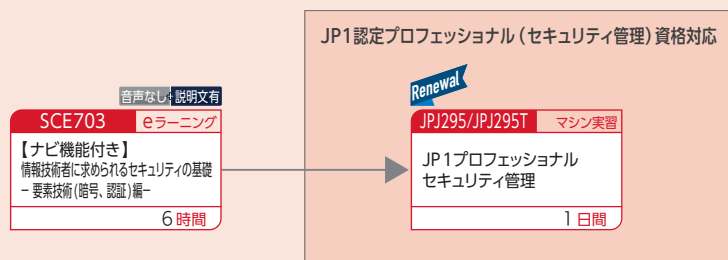 JP1認定プロフェッショナル（セキュリティ管理）資格対応
音声なし+説明文有
SCE703 eラーニング
【ナビ機能付き】
情報技術者に求められるセキュリティの基礎
－要素技術（暗号、認証）編－
6時間
Renewal
JPJ295/JPJ295T マシン実習
JP1プロフェッショナル
セキュリティ管理
1日間